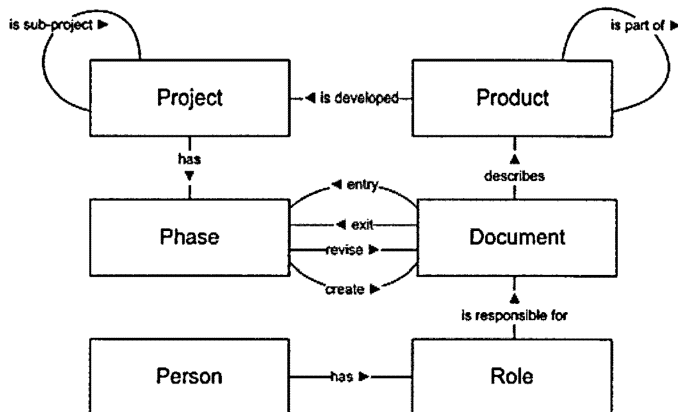 is sub-project ►
is part of ►
Project
◄ is developed
Product
has
▼
▲
describes
◄ entry
Phase
◄ exit
Document
revise ►
create ►
▲
is responsible for
Person
has ►
Role